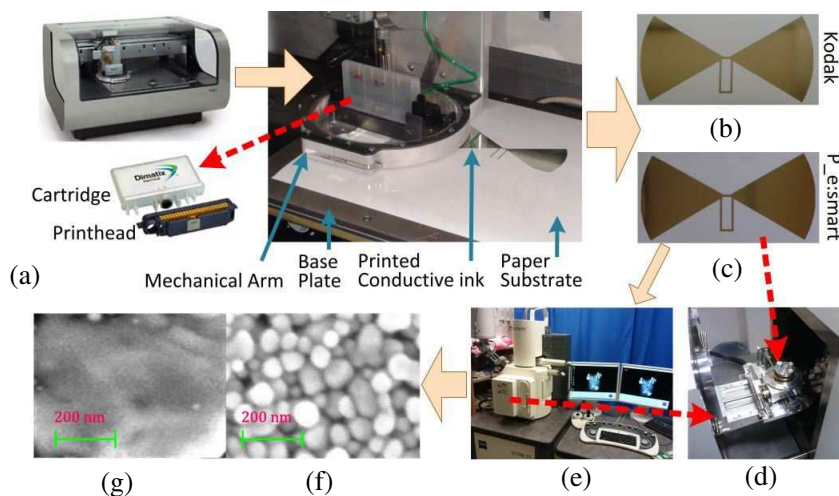 Kodak
(b)
Dimatix
Cartridge
Printhead
P_e:smart
(a)
Mechanical Arm
Base
Plate
Printed
Conductive ink
Paper
Substrate
(c)
200 nm
200 nm
(g)
(f)
(e)
(d)